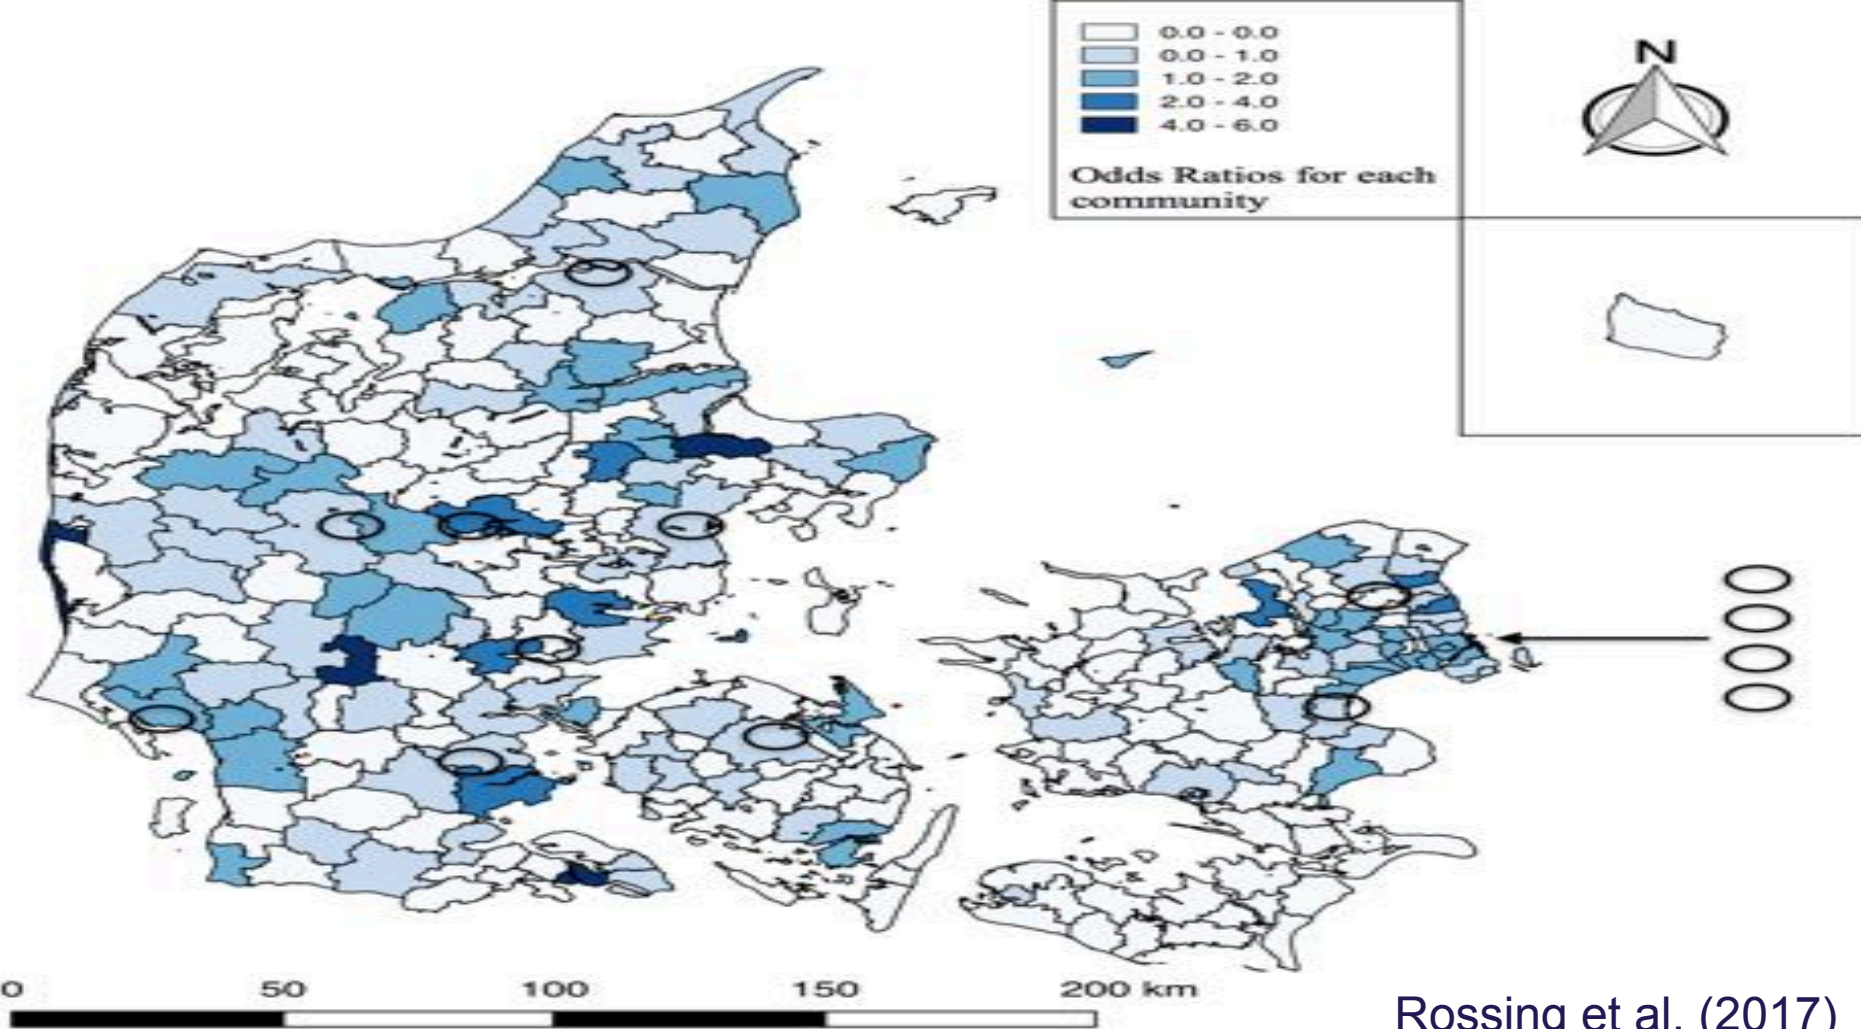 0.0 - 0.0
0.0 - 1.0
1.0 - 2.0
2.0 - 4.0
4.0 - 6.0
Odds Ratios for each
community
N
0 50 100 150 200 km
Rossing et al. (2017)